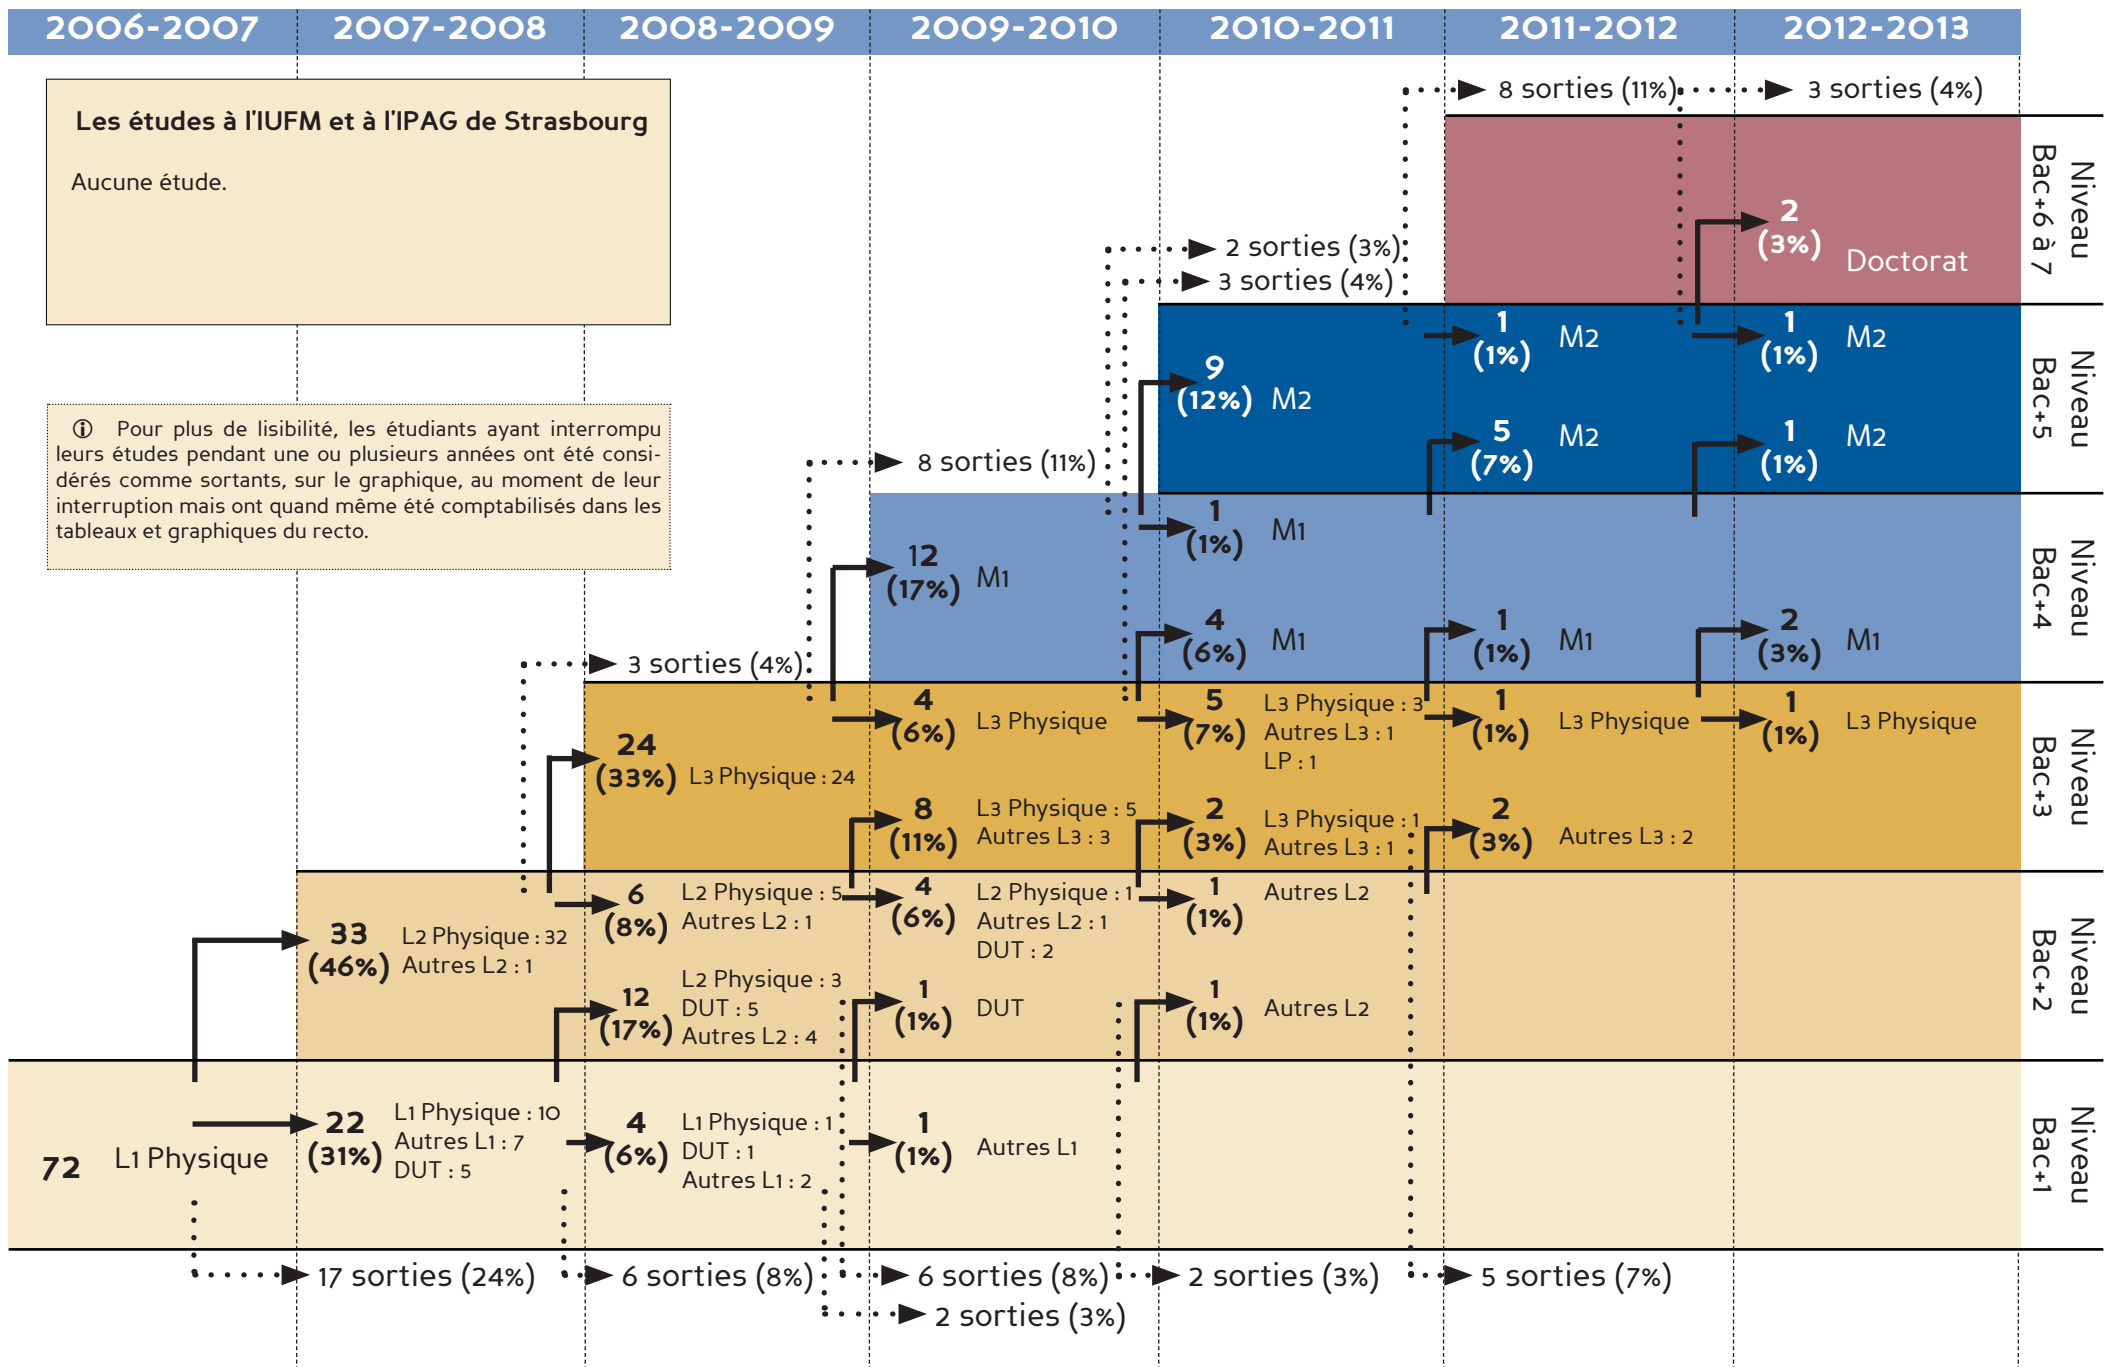 2006-2007 2007-2008 2008-2009 2009-2010 2010-2011 2011-2012 2012-2013
Les études à l'IUFM et à l'IPAG de Strasbourg
Aucune étude.
ⓘ Pour plus de lisibilité, les étudiants ayant interrompu
leurs études pendant une ou plusieurs années ont été consi-
dérés comme sortants, sur le graphique, au moment de leur
interruption mais ont quand même été comptabilisés dans les
tableaux et graphiques du recto.
8 sorties (11%)
3 sorties (4%)
2
(3%)
Doctorat
Niveau
Bac+6 à 7
2 sorties (3%)
3 sorties (4%)
9
(12%) M2
1
(1%)
M2
1
(1%)
M2
5
(7%)
M2
1
(1%)
M2
Niveau
Bac+5
8 sorties (11%)
12
(17%) M1
1
(1%)
M1
4
(6%)
M1
1
(1%)
M1
2
(3%)
M1
Niveau
Bac+4
3 sorties (4%)
24
(33%) L3 Physique : 24
4
(6%)
L3 Physique
8
(11%)
L3 Physique : 5
Autres L3 : 3
5
(7%)
L3 Physique : 3
Autres L3 : 1
LP : 1
2
(3%)
L3 Physique : 1
Autres L3 : 1
1
(1%)
L3 Physique
2
(3%)
Autres L3 : 2
1
(1%)
L3 Physique
Niveau
Bac+3
33
(46%)
L2 Physique : 32
Autres L2 : 1
6
(8%)
L2 Physique : 5
Autres L2 : 1
12
(17%)
L2 Physique : 3
DUT : 5
Autres L2 : 4
4
(6%)
L2 Physique : 1
Autres L2 : 1
DUT : 2
1
(1%)
DUT
1
(1%)
Autres L2
1
(1%)
Autres L2
Niveau
Bac+2
72 L1 Physique
22
(31%)
L1 Physique : 10
Autres L1 : 7
DUT : 5
4
(6%)
L1 Physique : 1
DUT : 1
Autres L1 : 2
1
(1%)
Autres L1
Niveau
Bac+1
17 sorties (24%) 6 sorties (8%) 6 sorties (8%) 2 sorties (3%) 5 sorties (7%)
2 sorties (3%)